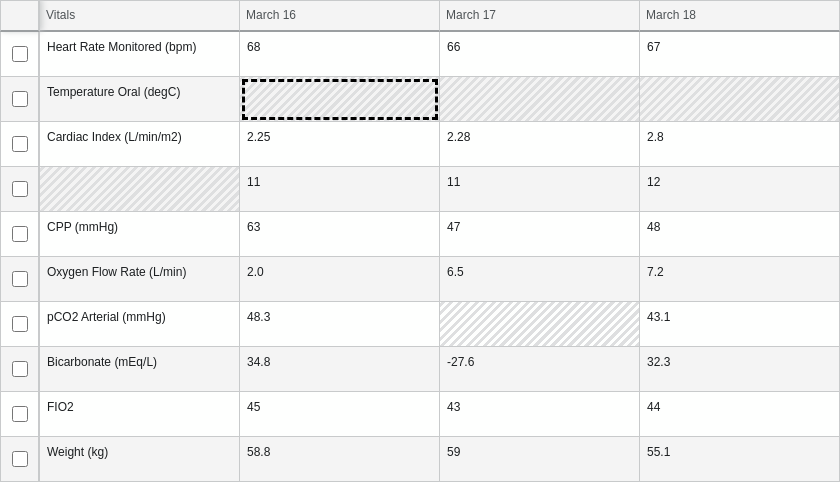 Vitals March 16 March 17 March 18
Heart Rate Monitored (bpm) 68 66 67
Temperature Oral (degC)
Cardiac Index (L/min/m2) 2.25 2.28 2.8
11 11 12
CPP (mmHg) 63 47 48
Oxygen Flow Rate (L/min) 2.0 6.5 7.2
pCO2 Arterial (mmHg) 48.3 43.1
Bicarbonate (mEq/L) 34.8 -27.6 32.3
FIO2 45 43 44
Weight (kg) 58.8 59 55.1